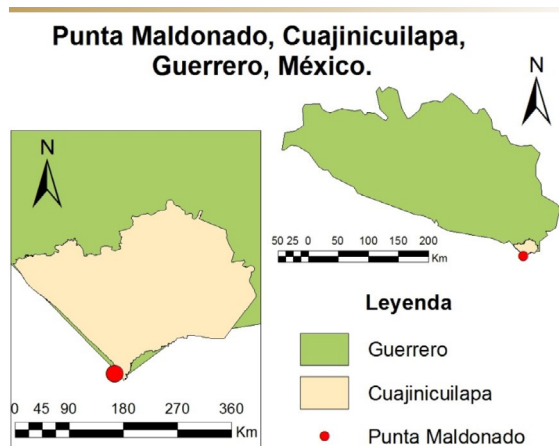 Punta Maldonado, Cuajinicuilapa,
Guerrero, México.
N
0 45 90 180 270 360
Km
N
50 25 0 50 100 150 200
Km
Leyenda
Guerrero
Cuajinicuilapa
Punta Maldonado